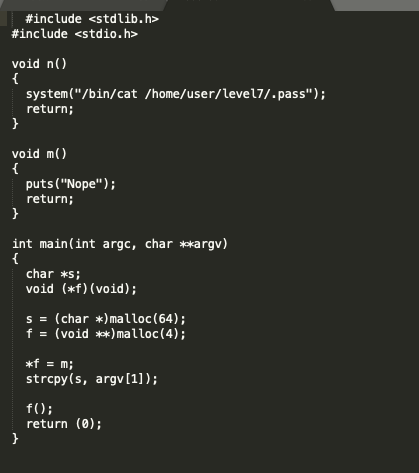 #include <stdlib.h>
#include <stdio.h>

void n()
{
  system("/bin/cat /home/user/level7/.pass");
  return;
}

void m()
{
  puts("Nope");
  return;
}

int main(int argc, char **argv)
{
  char *s;
  void (*f)(void);

  s = (char *)malloc(64);
  f = (void **)malloc(4);

  *f = m;
  strcpy(s, argv[1]);

  f();
  return (0);
}